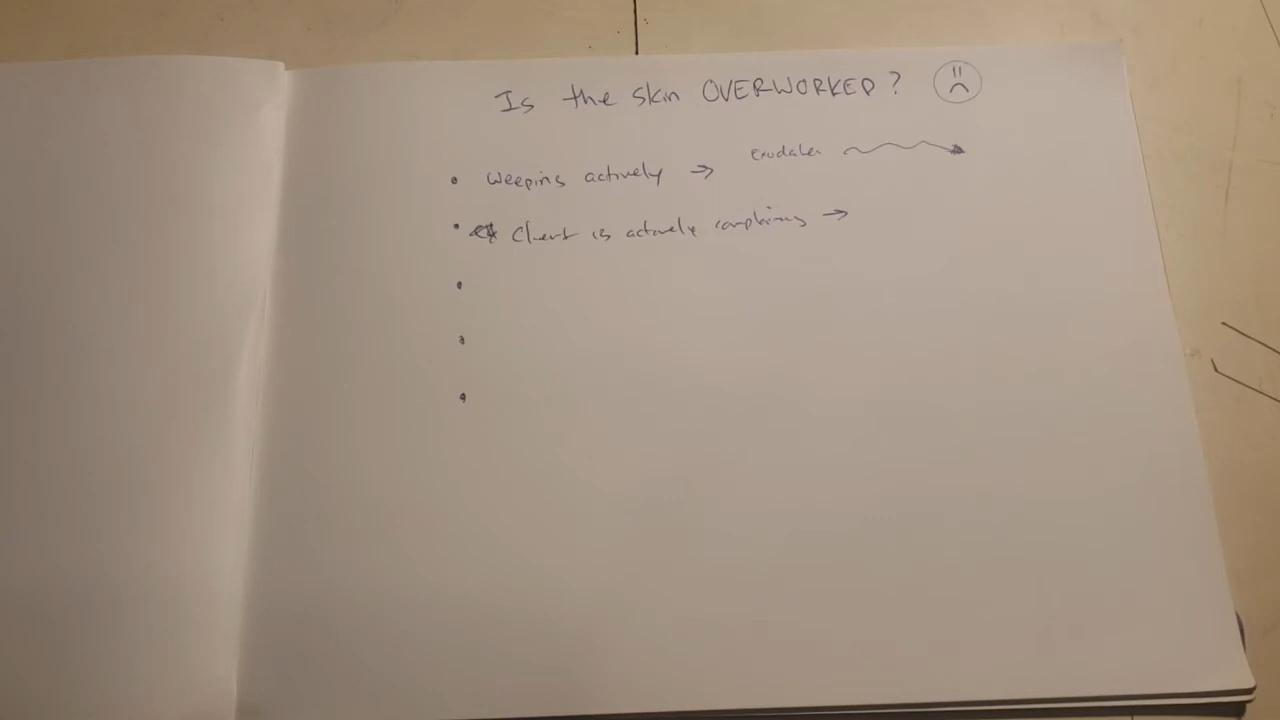 Is the skin OVERWORKED?
• weeping actively → exudates
• Client is actively complaining →
•
•
•